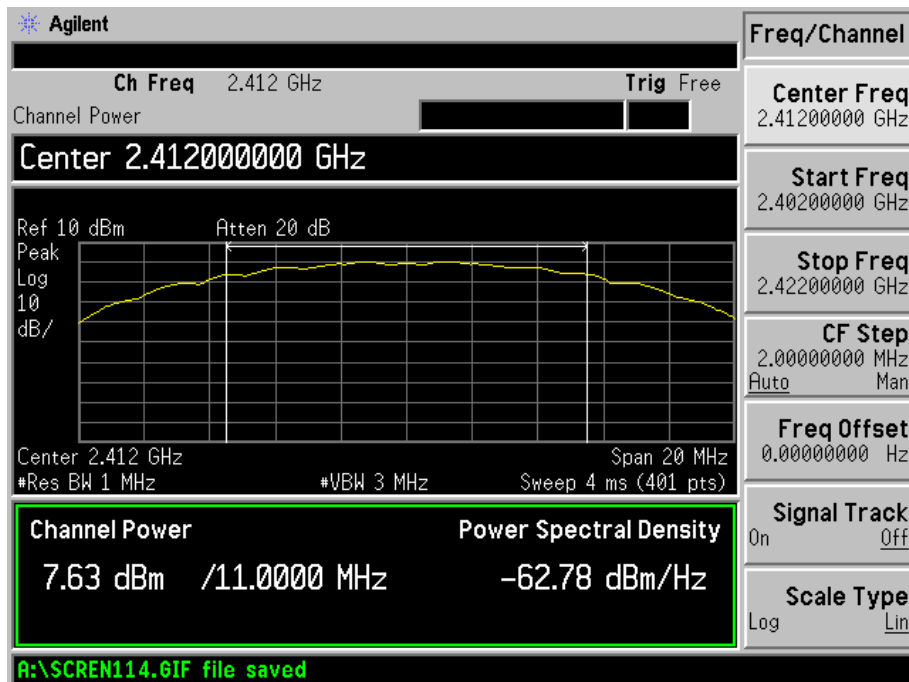 Agilent
Freq/Channel
Ch Freq 2.412 GHz Trig Free
Channel Power
Center 2.412000000 GHz
Ref 10 dBm Atten 20 dB
Peak
Log
10
dB/
Center 2.412 GHz Span 20 MHz
#Res BW 1 MHz #VBW 3 MHz Sweep 4 ms (401 pts)
Channel Power Power Spectral Density
7.63 dBm /11.0000 MHz -62.78 dBm/Hz
A:\SCREN114.GIF file saved
Center Freq
2.41200000 GHz
Start Freq
2.40200000 GHz
Stop Freq
2.42200000 GHz
CF Step
2.00000000 MHz
Auto Man
Freq Offset
0.00000000 Hz
Signal Track
On Off
Scale Type
Log Lin